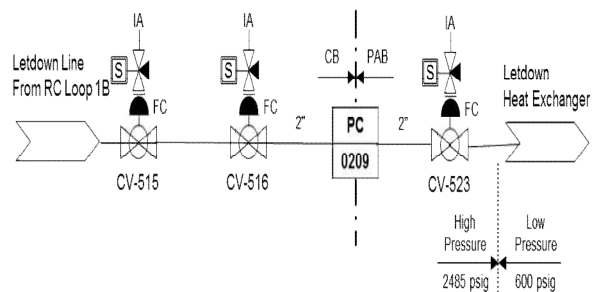 IA
IA
IA
Letdown Line
From RC Loop 1B
S
S
CB
PAB
S
Letdown
Heat Exchanger
FC
FC
FC
2"
PC
0209
2"
CV-515
CV-516
CV-523
High
Pressure
2485 psig
Low
Pressure
600 psig